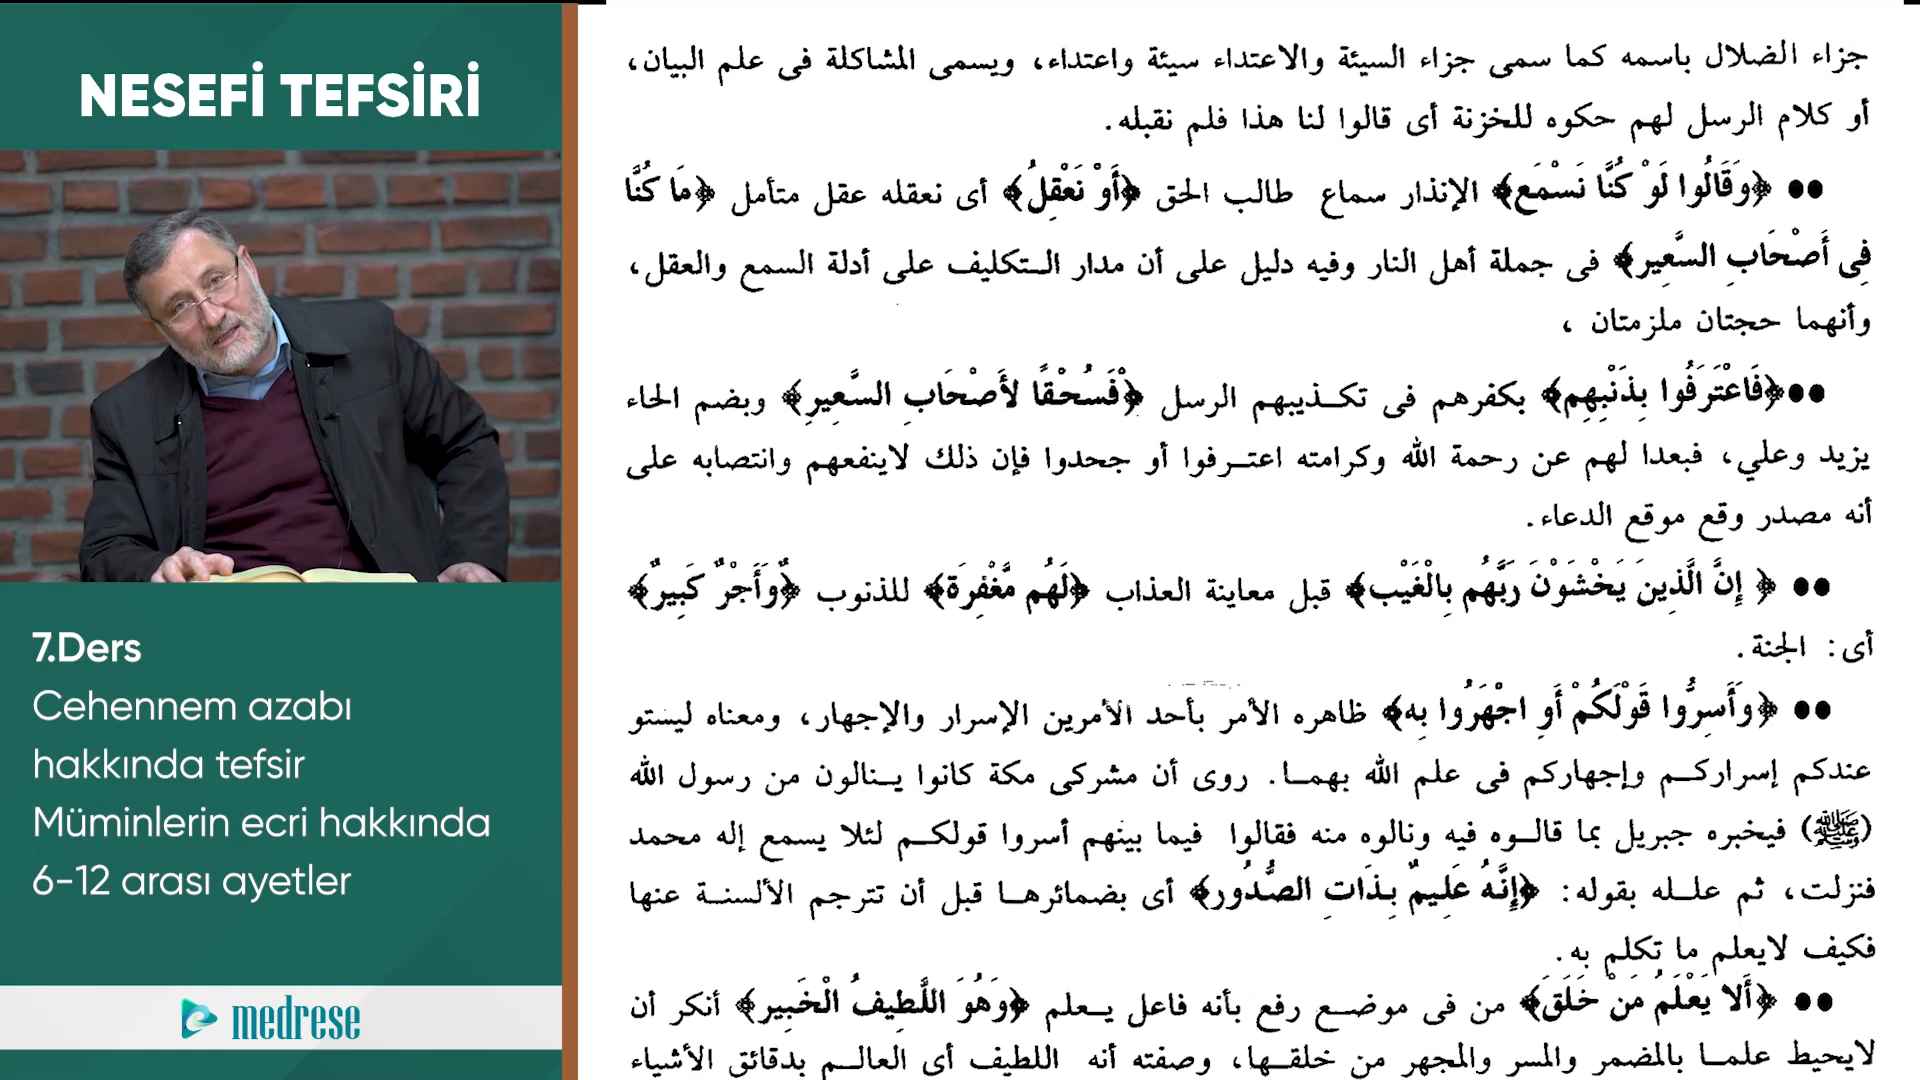 NESEFİ TEFSİRİ
7.Ders
Cehennem azabı
hakkında tefsir
Müminlerin ecri hakkında
6-12 arası ayetler
medrese
جزاء الضلال باسمه كما سمى جزاء السيئة والاعتداء سيئة واعتداء، ويسمى المشاكلة فى علم البيان،
أو كلام الرسل لهم حكوه للخزنة أى قالوا لنا هذا فلم نقبله.
●● ﴿وَقَالُوا لَوْ كُنَّا نَسْمَع﴾ الإنذار سماع طالب الحق ﴿أَوْ نَعْقِلُ﴾ أى نعقله عقل متأمل ﴿مَا كُنَّا
فِى أَصْحَابِ السَّعِيرِ﴾ فى جملة أهل النار وفيه دليل على أن مدار التكليف على أدلة السمع والعقل،
وأنهما حجتان ملزمتان ،
●●﴿فَاعْتَرَفُوا بِذَنْبِهِم﴾ بكفرهم فى تكذيبهم الرسل ﴿فَسُحْقًا لأَصْحَابِ السَّعِيرِ﴾ وبضم الحاء
يزيد وعلي، فبعدا لهم عن رحمة الله وكرامته اعترفوا أو جحدوا فإن ذلك لاينفعهم وانتصابه على
أنه مصدر وقع موقع الدعاء.
●● ﴿ إِنَّ الَّذِينَ يَخْشَوْنَ رَبَّهُم بِالْغَيْبِ﴾ قبل معاينة العذاب ﴿لَهُم مَّغْفِرَة﴾ للذنوب ﴿وَأَجْرٌ كَبِيرٌ﴾
أى: الجنة.
●● ﴿وَأَسِرُّوا قَوْلَكُمْ أَوِ اجْهَرُوا بِه﴾ ظاهره الأمر بأحد الأمرين الإسرار والإجهار، ومعناه ليستو
عندكم إسراركم وإجهاركم فى علم الله بهما. روى أن مشركى مكة كانوا ينالون من رسول الله
(ﷺ) فيخبره جبريل بما قالوه فيه ونالوه منه فقالوا فيما بينهم أسروا قولكم لئلا يسمع إله محمد
فنزلت، ثم علله بقوله: ﴿إِنَّهُ عَلِيمٌ بِذَاتِ الصُّدُور﴾ أى بضمائرها قبل أن تترجم الألسنة عنها
فكيف لايعلم ما تكلم به.
●● ﴿أَلا يَعْلَمُ مَنْ خَلَقَ﴾ من فى موضع رفع بأنه فاعل يعلم ﴿وَهُوَ اللَّطِيفُ الْخَبِير﴾ أنكر أن
لايحيط علما بالمضمر والمسر والمجهر من خلقها، وصفته أنه اللطيف أى العالم بدقائق الأشياء